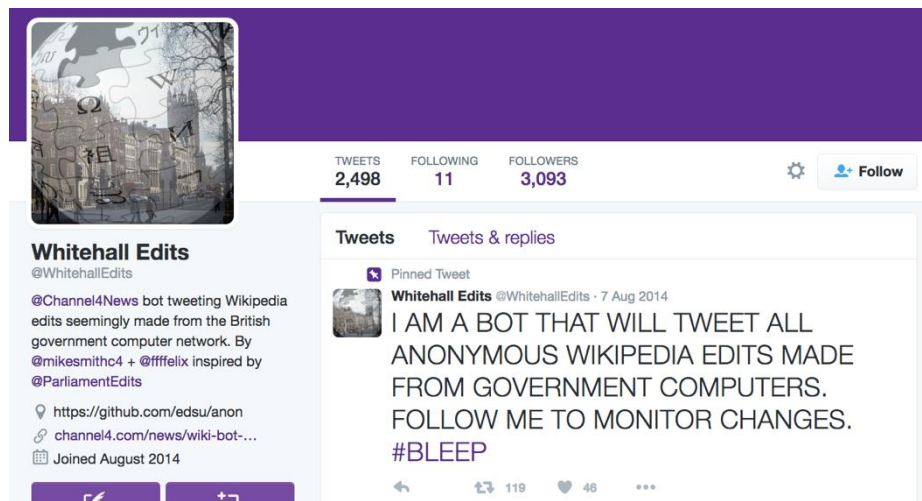 TWEETS
2,498
FOLLOWING
11
FOLLOWERS
3,093
Follow
Whitehall Edits
@WhitehallEdits
@Channel4News bot tweeting Wikipedia
edits seemingly made from the British
government computer network. By
@mikesmithc4 + @ffffelix inspired by
@ParliamentEdits
https://github.com/edsu/anon
channel4.com/news/wiki-bot-…
Joined August 2014
Tweets Tweets & replies
Pinned Tweet
Whitehall Edits @WhitehallEdits · 7 Aug 2014
I AM A BOT THAT WILL TWEET ALL
ANONYMOUS WIKIPEDIA EDITS MADE
FROM GOVERNMENT COMPUTERS.
FOLLOW ME TO MONITOR CHANGES.
#BLEEP
119 46